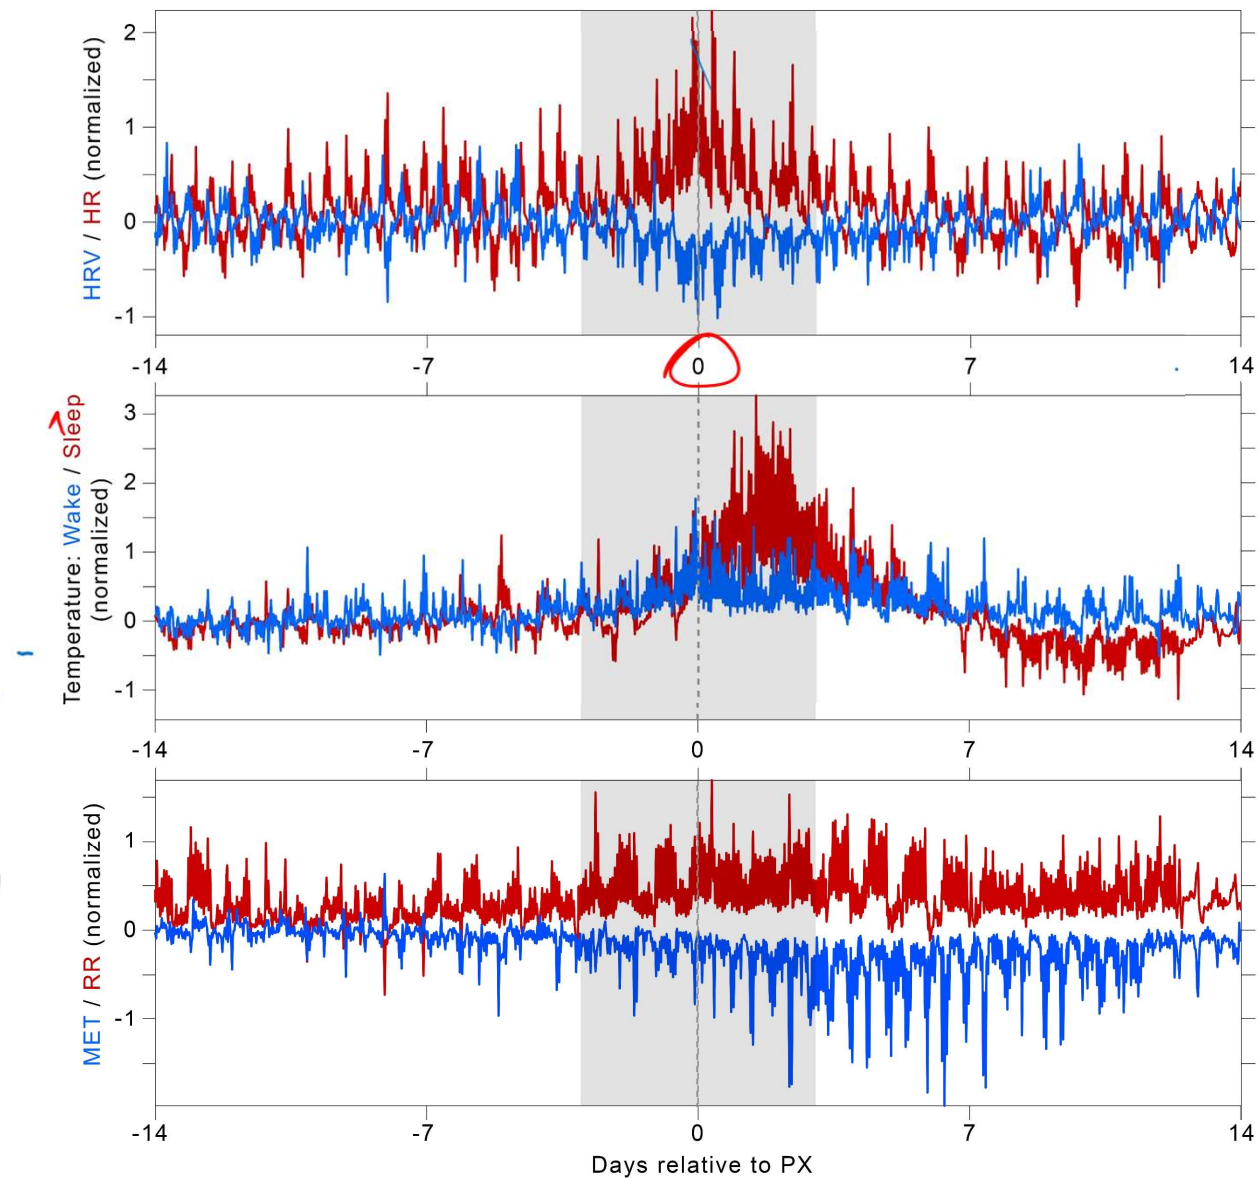 HRV / HR (normalized)
2
1
0
-1
-14 -7 0 7 14
Temperature: Wake / Sleep
(normalized)
3
2
1
0
-1
-14 -7 0 7 14
MET / RR (normalized)
1
0
-1
-14 -7 0 7 14
Days relative to PX